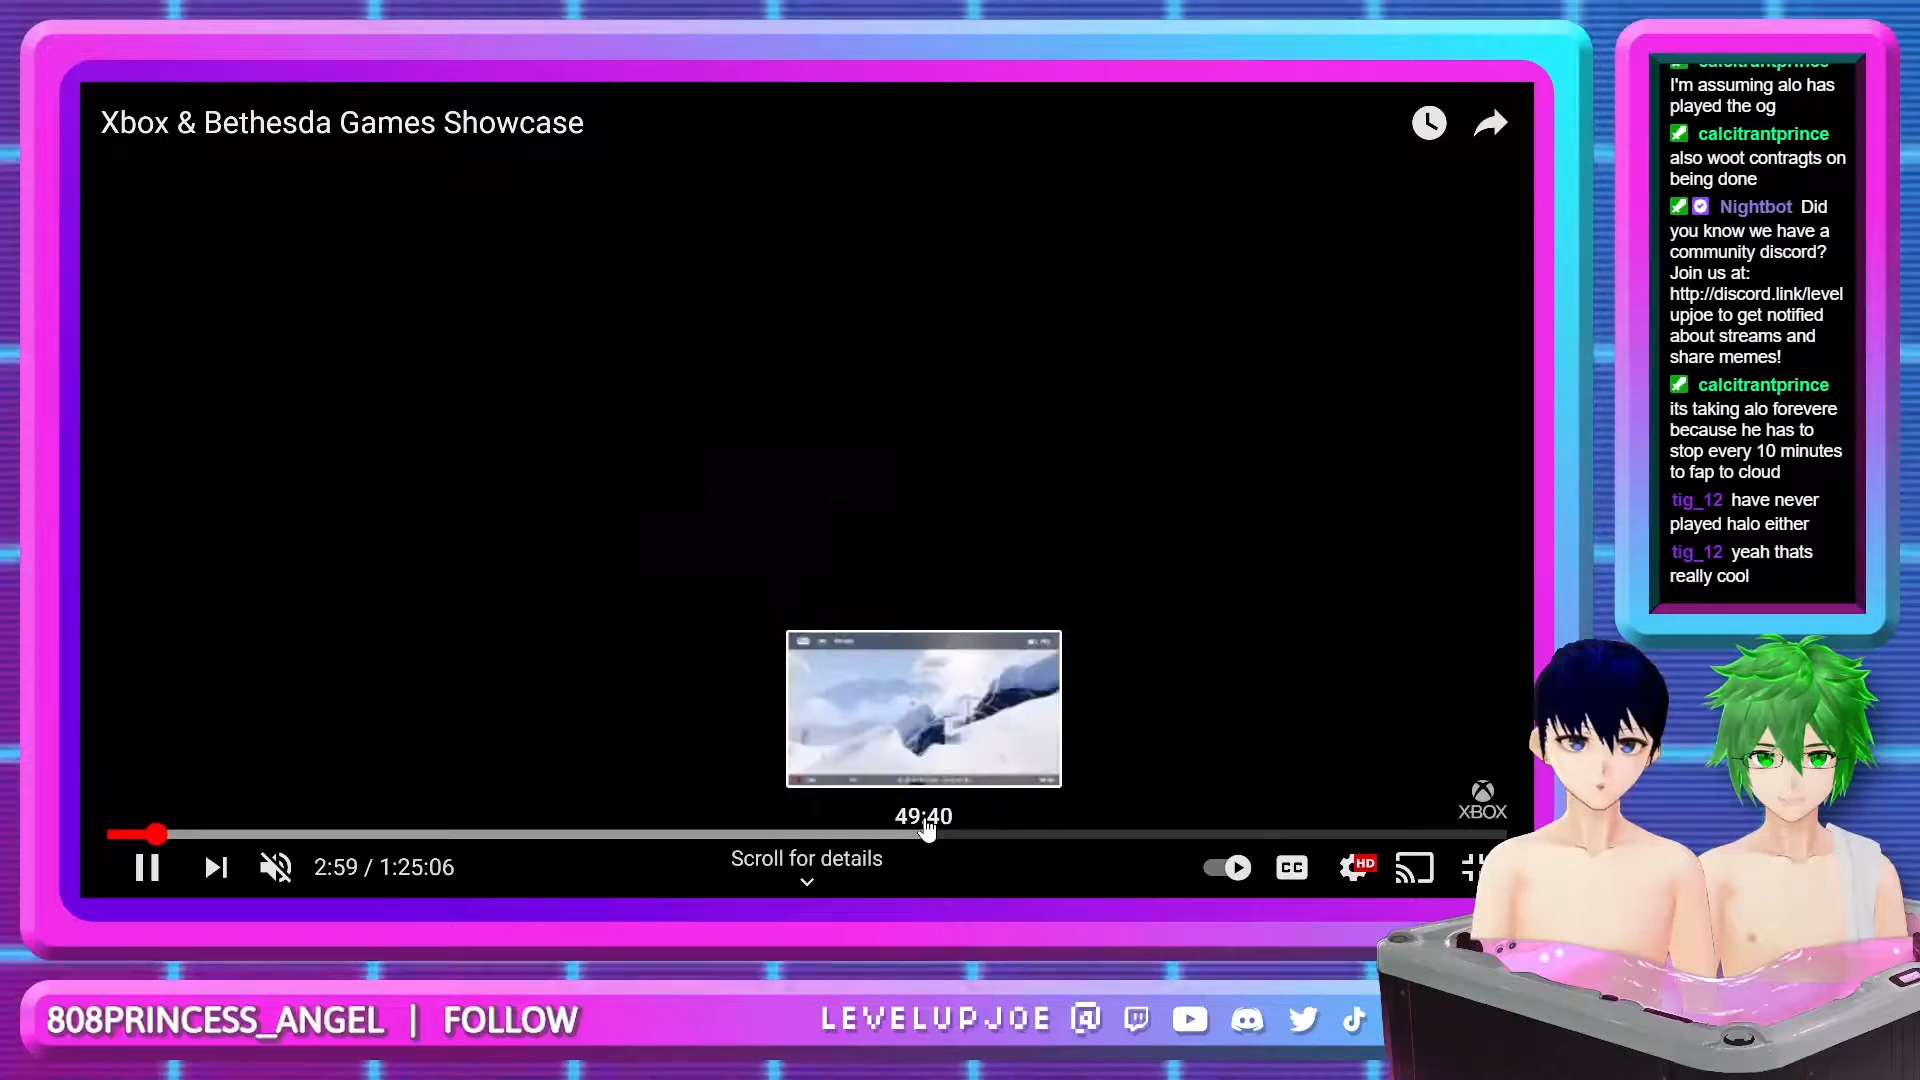 Xbox & Bethesda Games Showcase
49:40
XBOX
2:59 / 1:25:06
Scroll for details
CC
HD
calcitrantprince
I'm assuming alo has
played the og
calcitrantprince
also woot contragts on
being done
Nightbot Did
you know we have a
community discord?
Join us at:
http://discord.link/level
upjoe to get notified
about streams and
share memes!
calcitrantprince
its taking alo forevere
because he has to
stop every 10 minutes
to fap to cloud
tig_12 have never
played halo either
tig_12 yeah thats
really cool
808PRINCESS_ANGEL | FOLLOW
LEVELUPJOE @